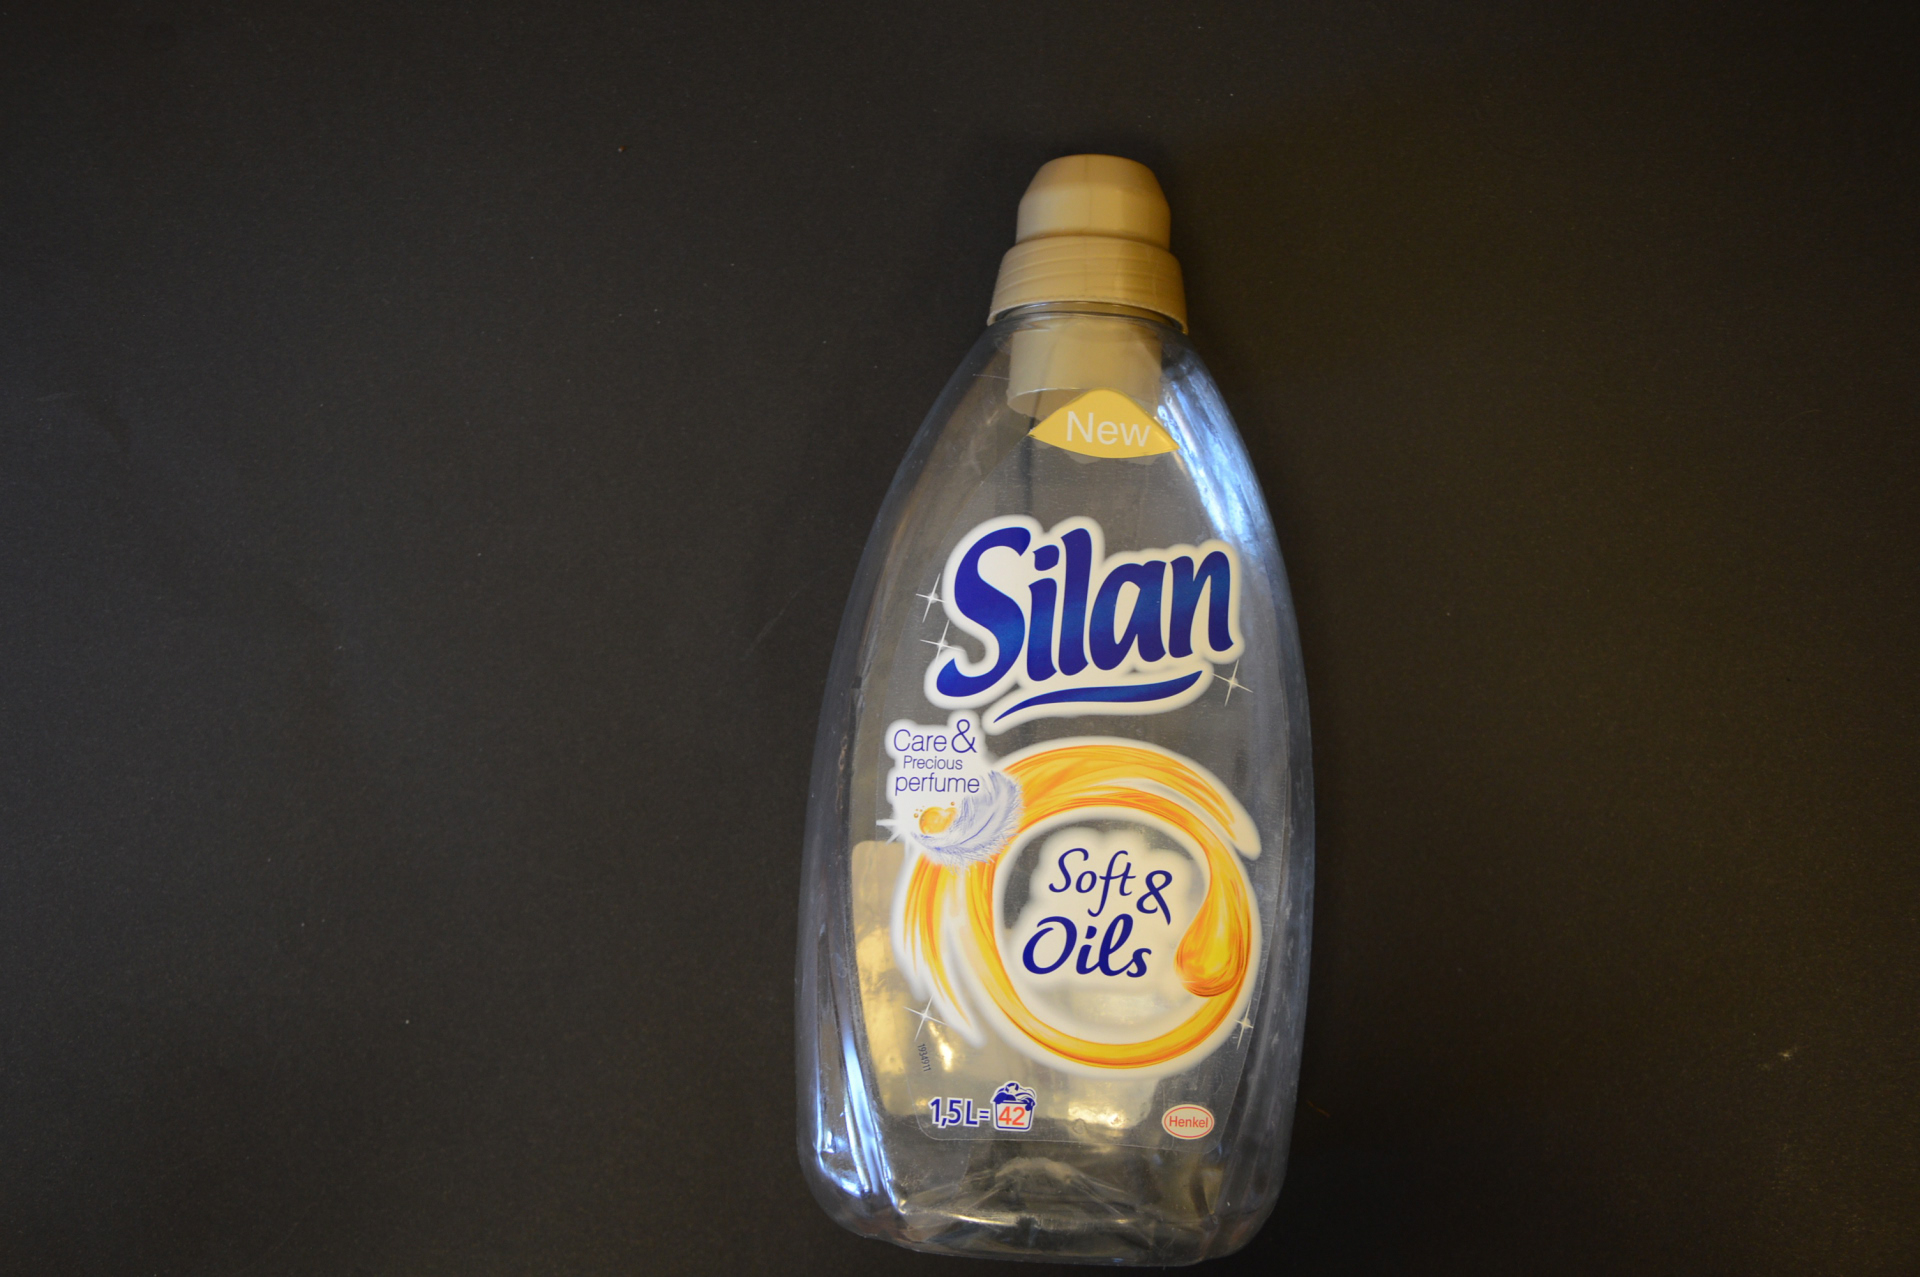 New
Silan
Care &
Precious
perfume
Soft &
Oils
1,5L=
42
Henkel